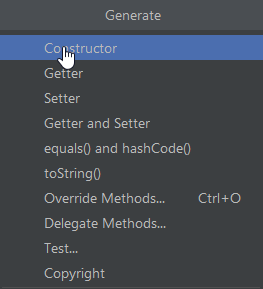 Generate
Constructor
Getter
Setter
Getter and Setter
equals() and hashCode()
toString()
Override Methods... Ctrl+O
Delegate Methods...
Test...
Copyright